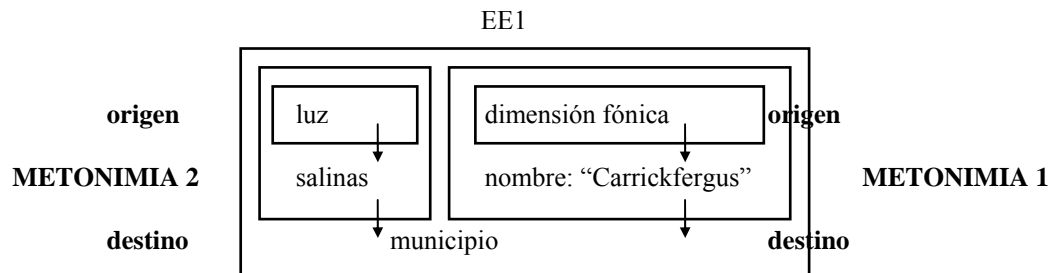 EE1
origen luz dimensión fónica origen
METONIMIA 2 salinas nombre: “Carrickfergus” METONIMIA 1
destino municipio destino